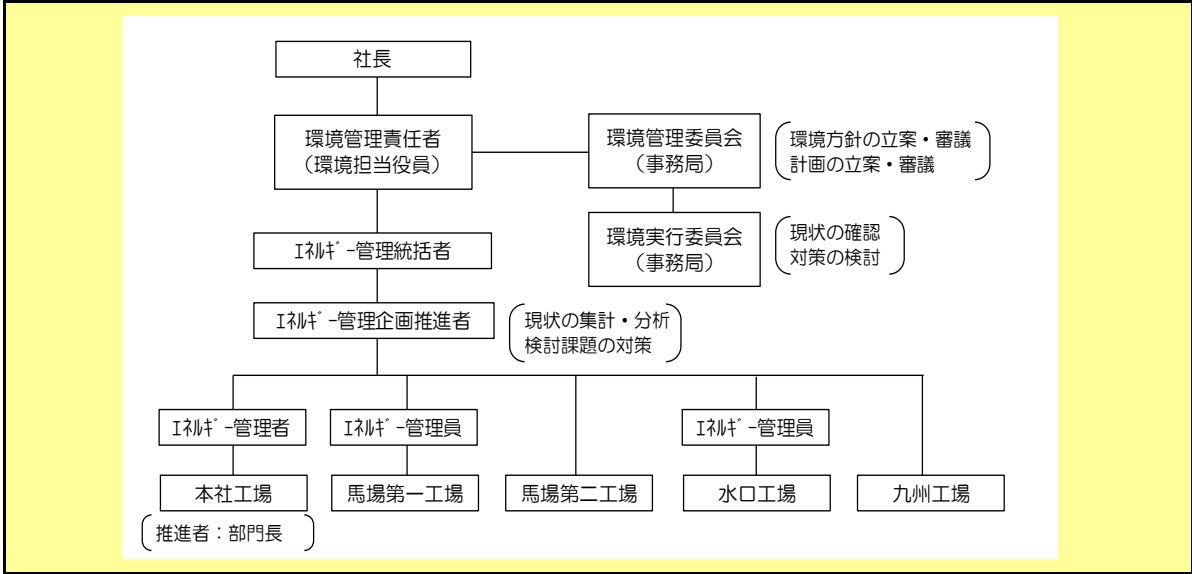 社長
環境管理責任者
（環境担当役員）
環境管理委員会
（事務局）
環境方針の立案・審議
計画の立案・審議
環境実行委員会
（事務局）
現状の確認
対策の検討
ｴﾈﾙｷﾞｰ管理統括者
ｴﾈﾙｷﾞｰ管理企画推進者
現状の集計・分析
検討課題の対策
ｴﾈﾙｷﾞｰ管理者
ｴﾈﾙｷﾞｰ管理員
ｴﾈﾙｷﾞｰ管理員
本社工場
馬場第一工場
馬場第二工場
水口工場
九州工場
推進者：部門長